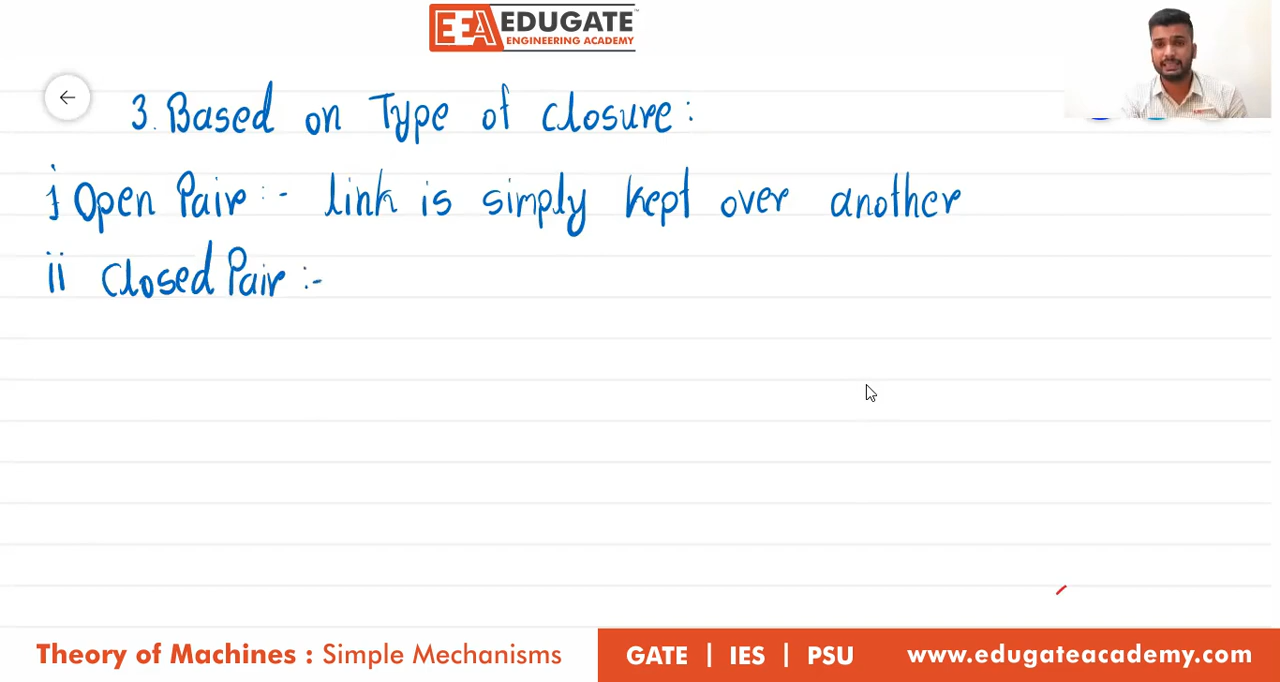 EEA EDUGATE
ENGINEERING ACADEMY
3. Based on Type of closure:
i Open Pair :- link is simply kept over another
ii Closed Pair :-
Theory of Machines : Simple Mechanisms
GATE | IES | PSU
www.edugateacademy.com